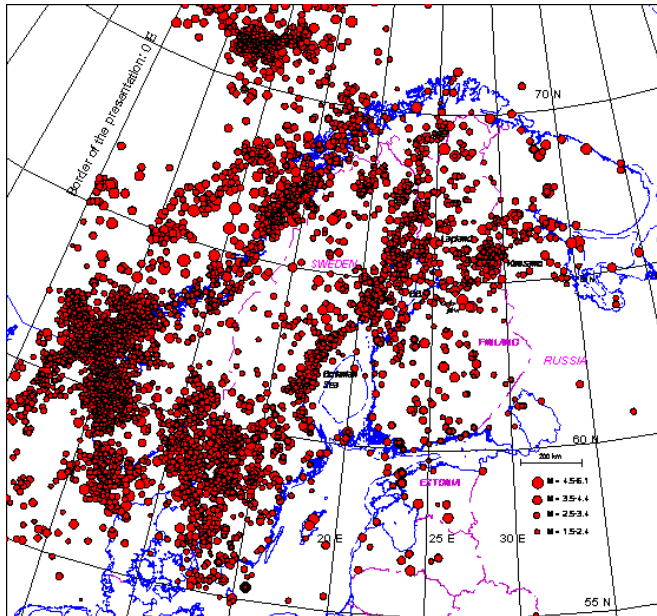 Border of the presentation: 0 E
70 N
Lapland
SWEDEN
Kuusamo
FINLAND
RUSSIA
Bothnian
Sea
60 N
200 km
ESTONIA
M = 4.5-6.1
M = 3.5-4.4
M = 2.5-3.4
M = 1.5-2.4
20 E
25 E
30 E
55 N